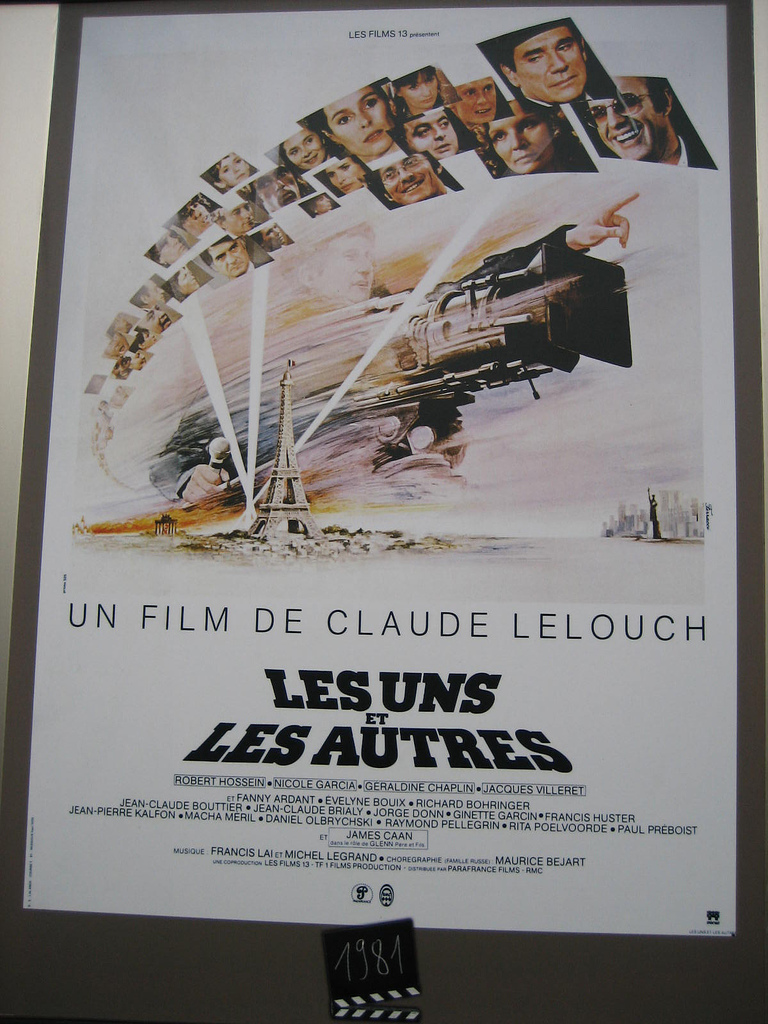 LES FILMS 13 présentent
UN FILM DE CLAUDE LELOUCH
LES UNS
ET
LES AUTRES
ROBERT HOSSEIN • NICOLE GARCIA • GERALDINE CHAPLIN • JACQUES VILLERET
ET FANNY ARDANT • EVELYNE BOUIX • RICHARD BOHRINGER
JEAN-CLAUDE BOUTTIER • JEAN-CLAUDE BRIALY • JORGE DONN • GINETTE GARCIN • FRANCIS HUSTER
JEAN-PIERRE KALFON • MACHA MERIL • DANIEL OLBRYCHSKI • RAYMOND PELLEGRIN • RITA POELVOORDE • PAUL PRÉBOIST
ET JAMES CAAN
dans le rôle de GLENN Père et Fils
MUSIQUE : FRANCIS LAI ET MICHEL LEGRAND • CHOREGRAPHIE (FAMILLE RUSSE) MAURICE BEJART
UNE COPRODUCTION LES FILMS 13 - TF 1 FILMS PRODUCTION - DISTRIBUEE PAR PARAFRANCE FILMS - RMC
1981